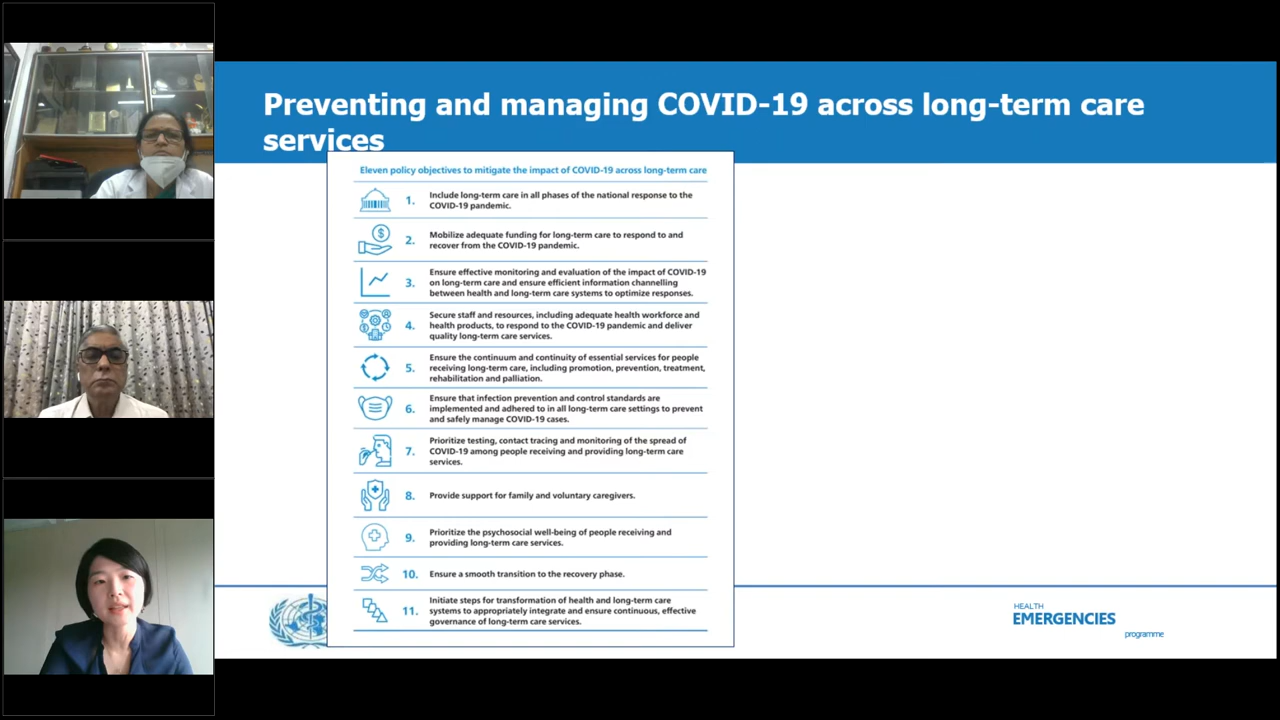 Preventing and managing COVID-19 across long-term care
services
Eleven policy objectives to mitigate the impact of COVID-19 across long-term care
1. Include long-term care in all phases of the national response to the
COVID-19 pandemic.
2. Mobilize adequate funding for long-term care to respond to and
recover from the COVID-19 pandemic.
3. Ensure effective monitoring and evaluation of the impact of COVID-19
on long-term care and ensure efficient information channelling
between health and long-term care systems to optimize responses.
4. Secure staff and resources, including adequate health workforce and
health products, to respond to the COVID-19 pandemic and deliver
quality long-term care services.
5. Ensure the continuum and continuity of essential services for people
receiving long-term care, including promotion, prevention, treatment,
rehabilitation and palliation.
6. Ensure that infection prevention and control standards are
implemented and adhered to in all long-term care settings to prevent
and safely manage COVID-19 cases.
7. Prioritize testing, contact tracing and monitoring of the spread of
COVID-19 among people receiving and providing long-term care
services.
8. Provide support for family and voluntary caregivers.
9. Prioritize the psychosocial well-being of people receiving and
providing long-term care services.
10. Ensure a smooth transition to the recovery phase.
11. Initiate steps for transformation of health and long-term care
systems to appropriately integrate and ensure continuous, effective
governance of long-term care services.
HEALTH
EMERGENCIES
programme